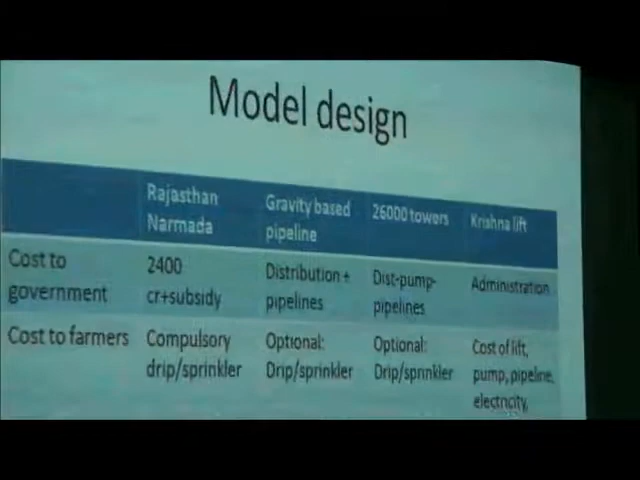 Model design
Rajasthan Narmada
Gravity based pipeline
26000 towers
Krishna lift
Cost to government
2400 cr+subsidy
Distribution + pipelines
Dist-pump-pipelines
Administration
Cost to farmers
Compulsory drip/sprinkler
Optional: Drip/sprinkler
Optional: Drip/sprinkler
Cost of lift, pump, pipeline, electricity,